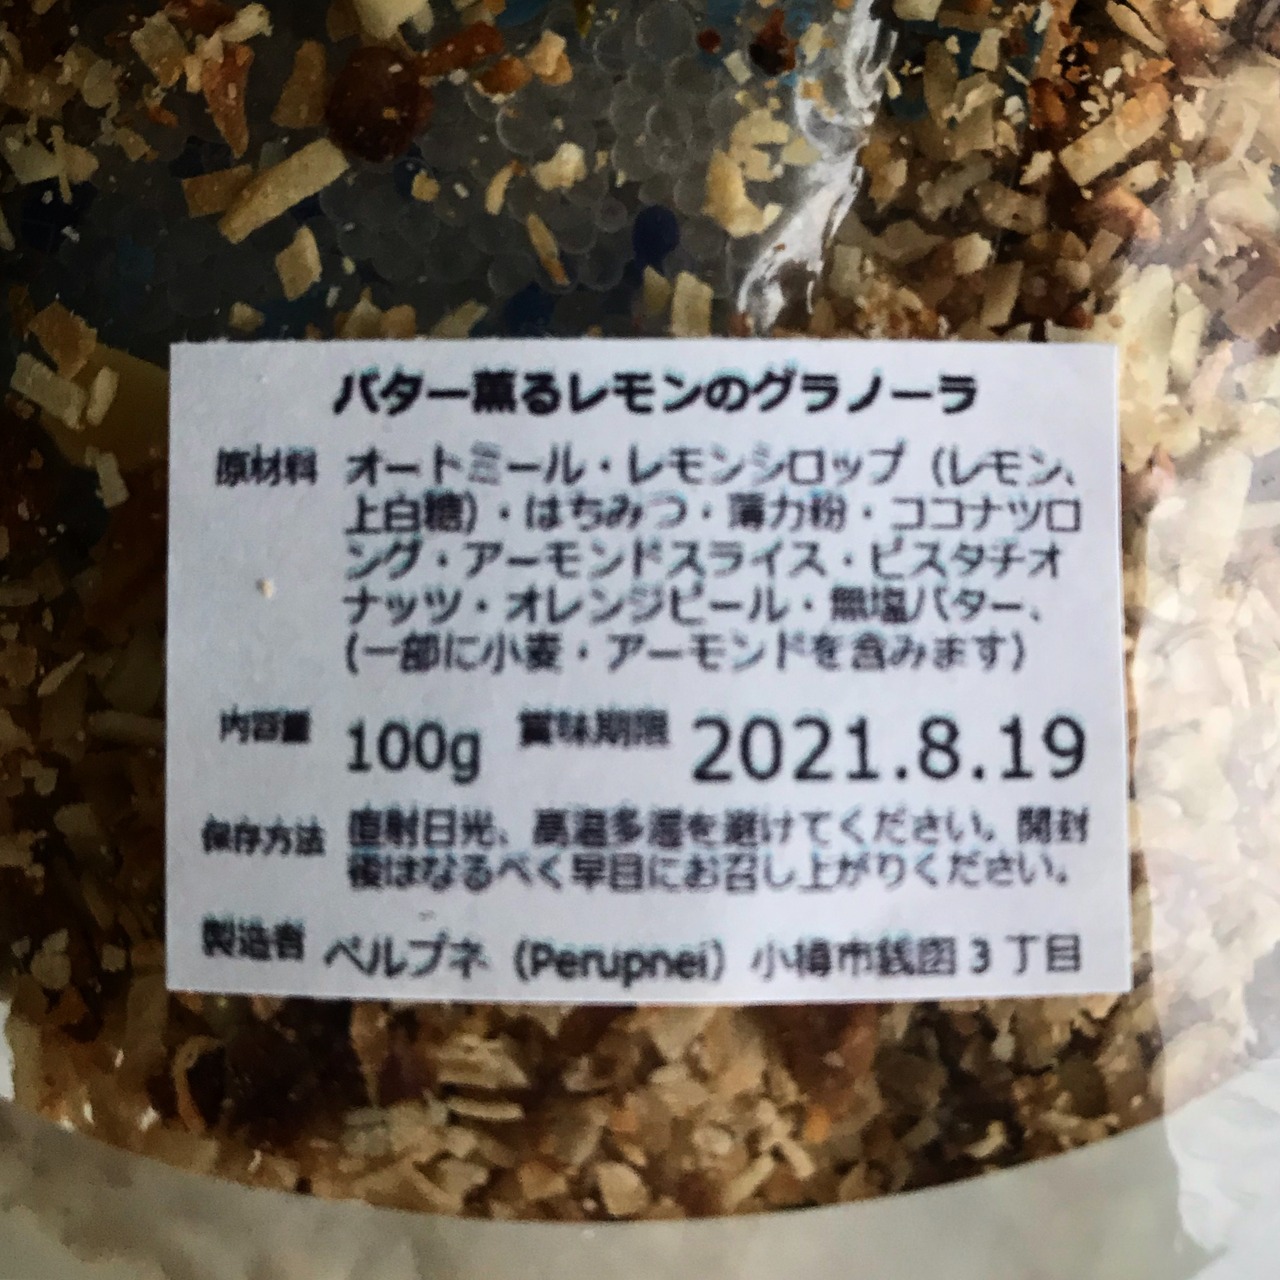 バター薫るレモンのグラノーラ
原材料 オートミール・レモンシロップ（レモン、
上白糖）・はちみつ・薄力粉・ココナツロ
ング・アーモンドスライス・ピスタチオ
ナッツ・オレンジピール・無塩バター、
(一部に小麦・アーモンドを含みます）
内容量 100g 賞味期限 2021.8.19
保存方法 直射日光、高温多湿を避けてください。開封
後はなるべく早目にお召し上がりください。
製造者 ペルプネ（Perupnei）小樽市銭函３丁目